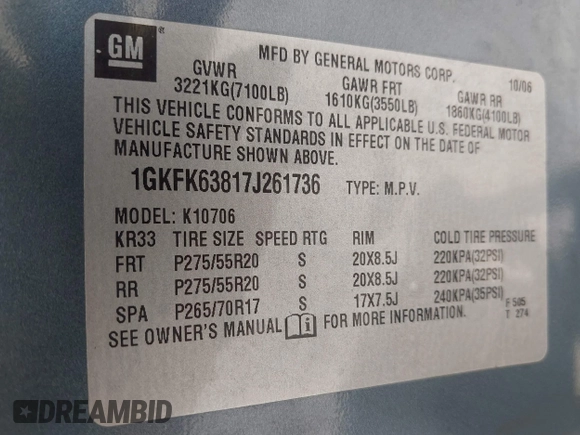 GM ®
MFD BY GENERAL MOTORS CORP. 10/06
GVWR GAWR FRT GAWR RR
3221KG(7100LB) 1610KG(3550LB) 1860KG(4100LB)
THIS VEHICLE CONFORMS TO ALL APPLICABLE U.S. FEDERAL MOTOR
VEHICLE SAFETY STANDARDS IN EFFECT ON THE DATE OF
MANUFACTURE SHOWN ABOVE.
1GKFK63817J261736 TYPE: M.P.V.
MODEL: K10706
KR33 TIRE SIZE SPEED RTG RIM COLD TIRE PRESSURE
FRT P275/55R20 S 20X8.5J 220KPA(32PSI)
RR P275/55R20 S 20X8.5J 220KPA(32PSI)
SPA P265/70R17 S 17X7.5J 240KPA(35PSI)
F 505
T 274
SEE OWNER'S MANUAL i FOR MORE INFORMATION.
DREAMBID